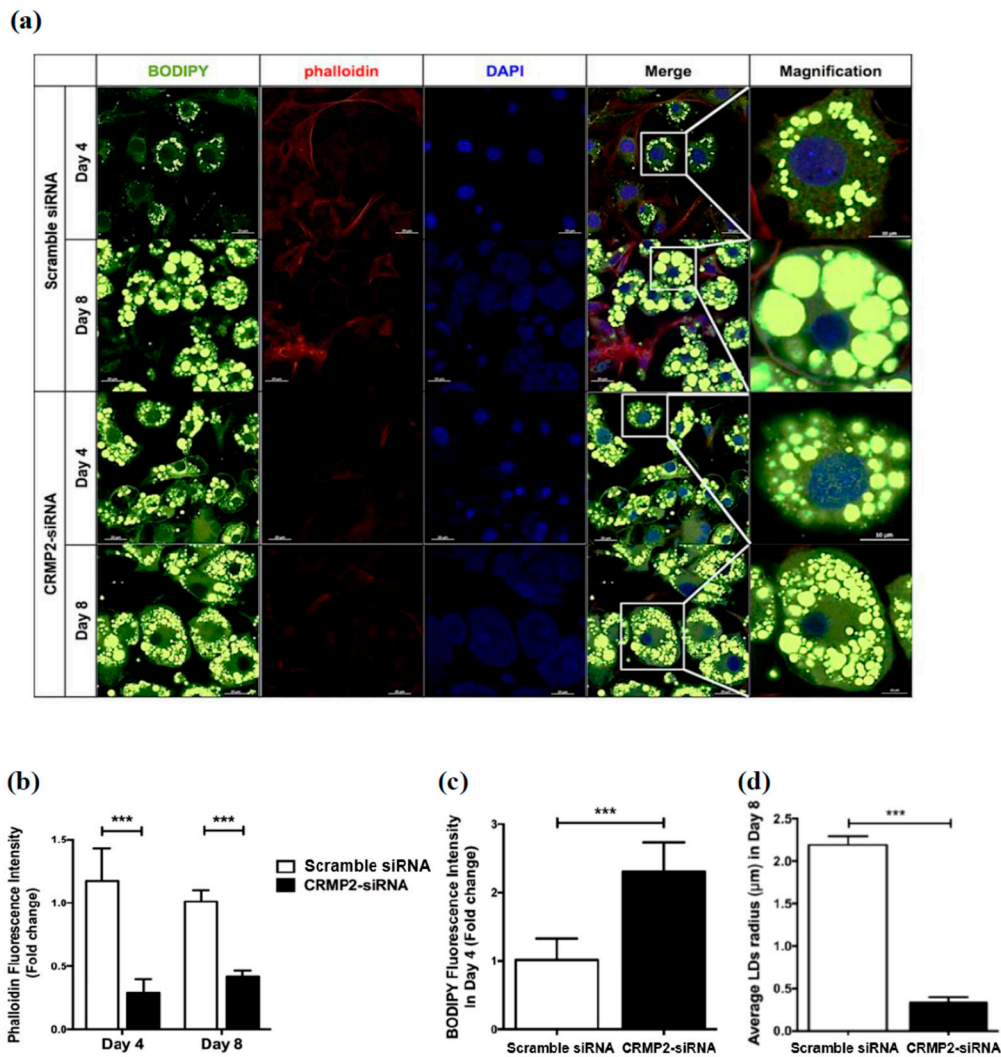 (a)
BODIPY phalloidin DAPI Merge Magnification
Scramble siRNA
Day 4
Day 8
CRMP2-siRNA
Day 4
Day 8
10 µm
10 µm
(b)
Phalloidin Fluorescence Intensity
(Fold change)
1.5
1.0
0.5
0.0
*** ***
Day 4 Day 8
Scramble siRNA
CRMP2-siRNA
(c)
BODIPY Fluorescence Intensity
In Day 4 (Fold change)
3
2
1
0
***
Scramble siRNA CRMP2-siRNA
(d)
Average LDs radius (µm) in Day 8
2.5
2.0
1.5
1.0
0.5
0.0
***
Scramble siRNA CRMP2-siRNA